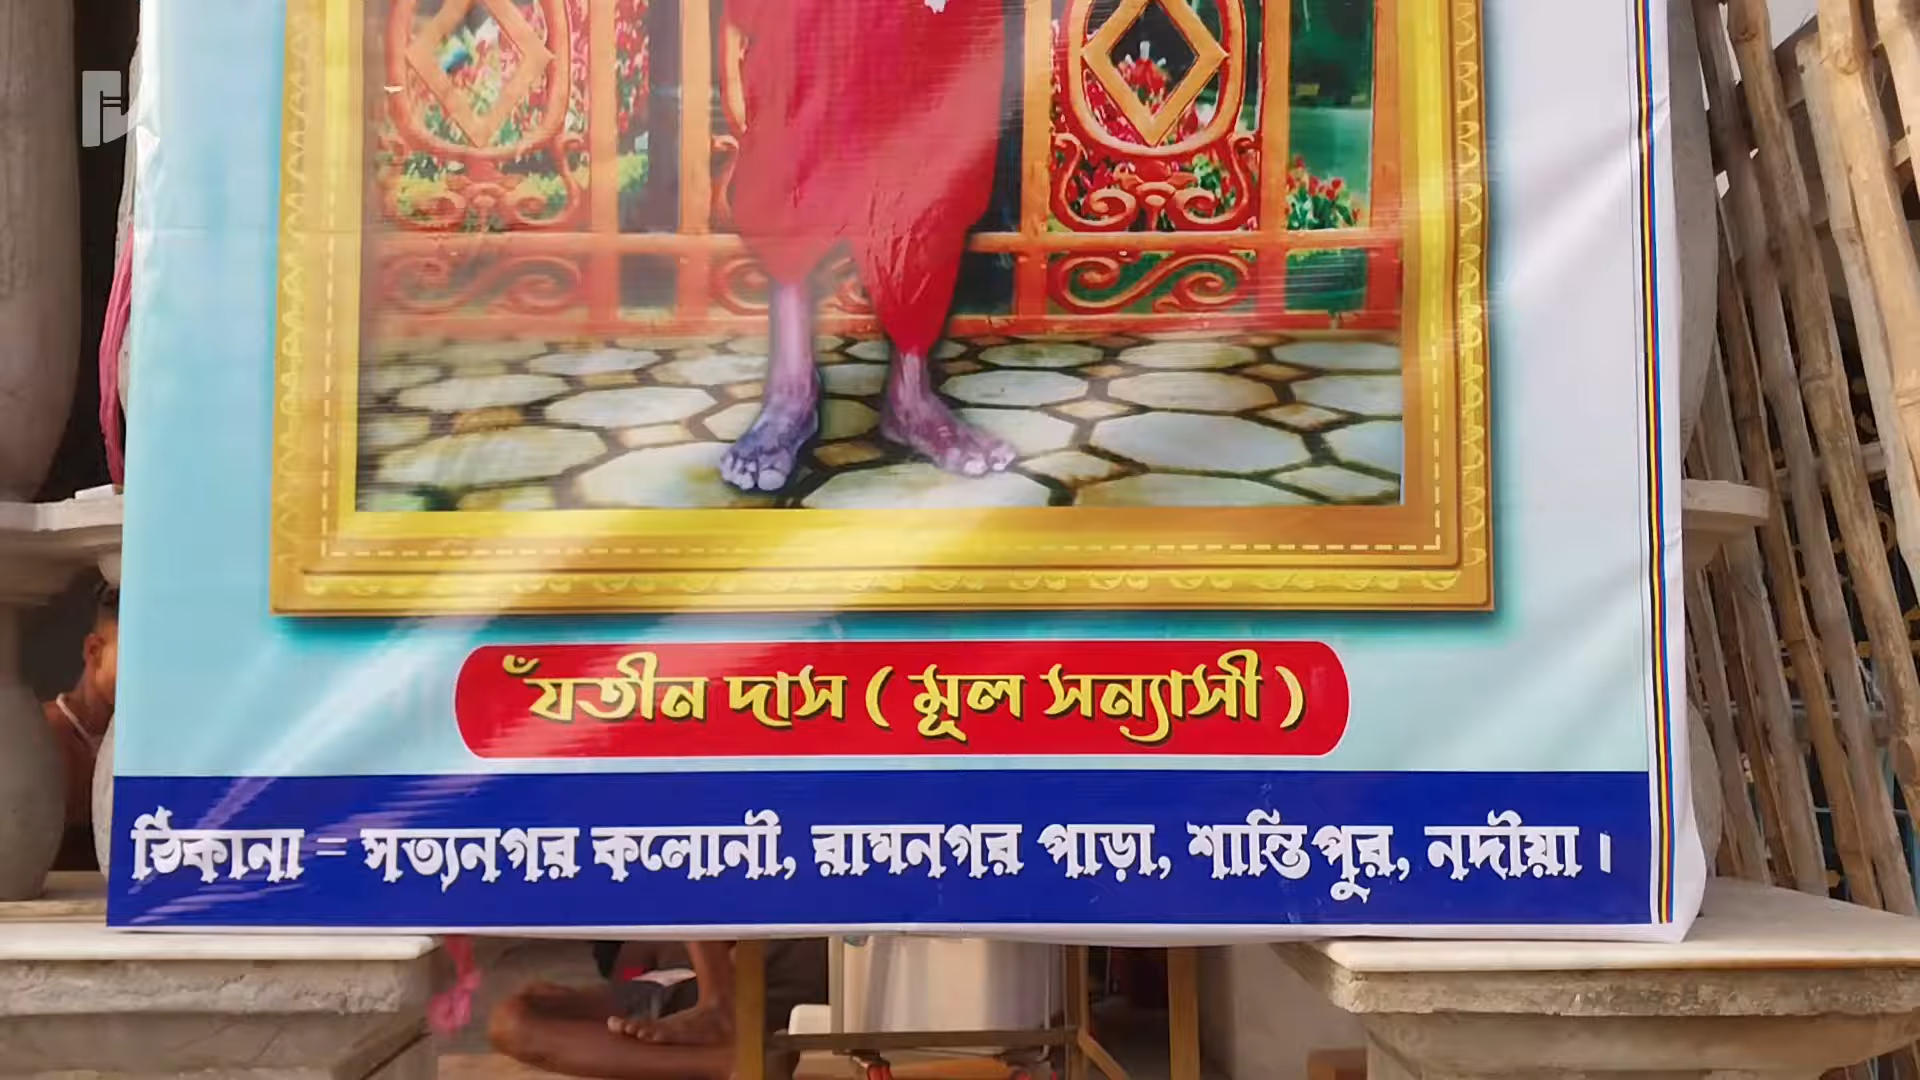 ঁযতীন দাস ( মূল সন্ন্যাসী )
ঠিকানা = সত্যনগর কলোনী, রামনগর পাড়া, শান্তিপুর, নদীয়া ।